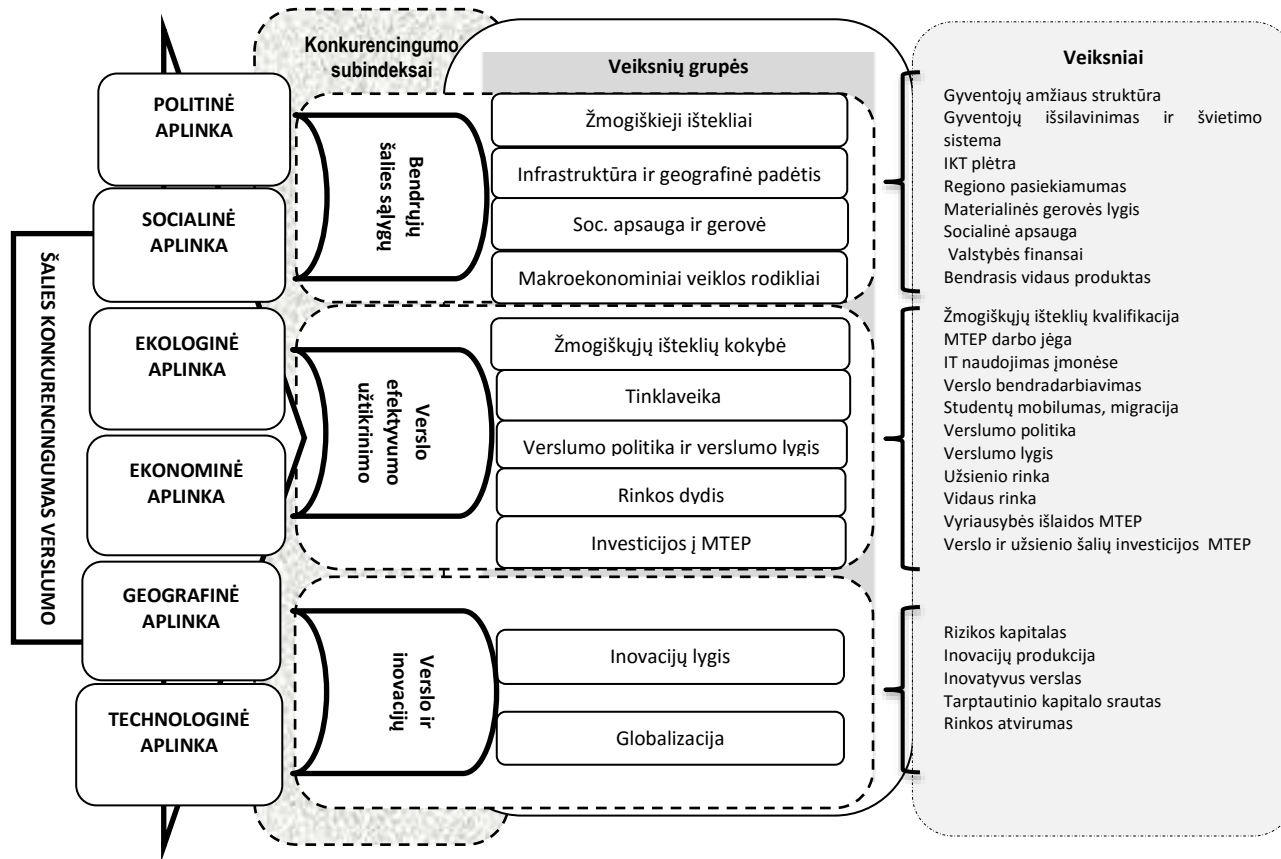 ŠALIES KONKURENCINGUMAS VERSLUMO
POLITINĖ
APLINKA
SOCIALINĖ
APLINKA
EKOLOGINĖ
APLINKA
EKONOMINĖ
APLINKA
GEOGRAFINĖ
APLINKA
TECHNOLOGINĖ
APLINKA
Konkurencingumo
subindeksai
Bendrųjų
šalies sąlygų
Verslo
efektyvumo
užtikrinimo
Verslo ir
inovacijų
Veiksnių grupės
Žmogiškieji ištekliai
Infrastruktūra ir geografinė padėtis
Soc. apsauga ir gerovė
Makroekonominiai veiklos rodikliai
Žmogiškųjų išteklių kokybė
Tinklaveika
Verslumo politika ir verslumo lygis
Rinkos dydis
Investicijos į MTEP
Inovacijų lygis
Globalizacija
Veiksniai
Gyventojų amžiaus struktūra
Gyventojų išsilavinimas ir švietimo
sistema
IKT plėtra
Regiono pasiekiamumas
Materialinės gerovės lygis
Socialinė apsauga
Valstybės finansai
Bendrasis vidaus produktas
Žmogiškųjų išteklių kvalifikacija
MTEP darbo jėga
IT naudojimas įmonėse
Verslo bendradarbiavimas
Studentų mobilumas, migracija
Verslumo politika
Verslumo lygis
Užsienio rinka
Vidaus rinka
Vyriausybės išlaidos MTEP
Verslo ir užsienio šalių investicijos MTEP
Rizikos kapitalas
Inovacijų produkcija
Inovatyvus verslas
Tarptautinio kapitalo srautas
Rinkos atvirumas